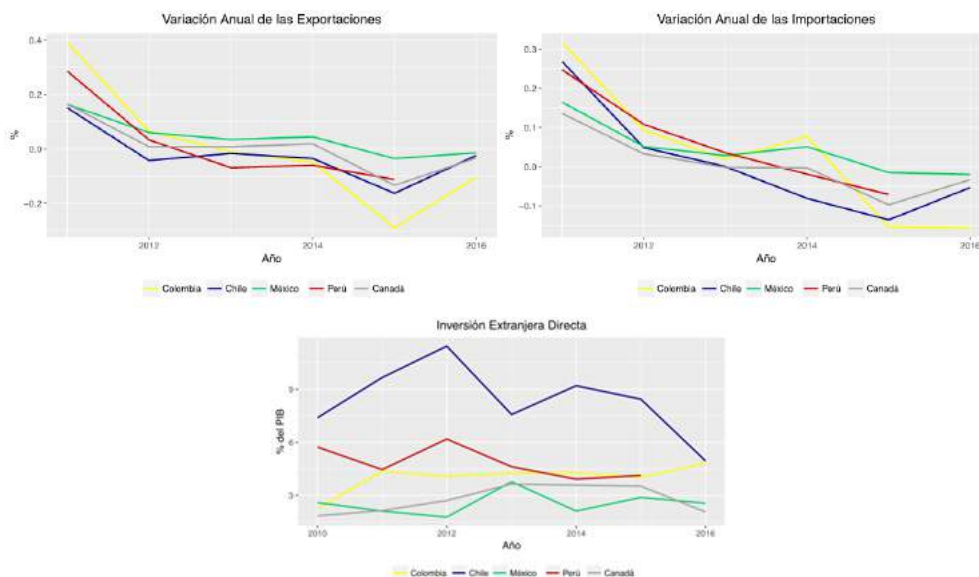 Variación Anual de las Exportaciones
0.4
0.2
0.0
−0.2
%
2012
2014
2016
Año
Colombia Chile México Perú Canadá
Variación Anual de las Importaciones
0.3
0.2
0.1
0.0
−0.1
%
2012
2014
2016
Año
Colombia Chile México Perú Canadá
Inversión Extranjera Directa
9
6
3
% del PIB
2010
2012
2014
2016
Año
Colombia Chile México Perú Canadá